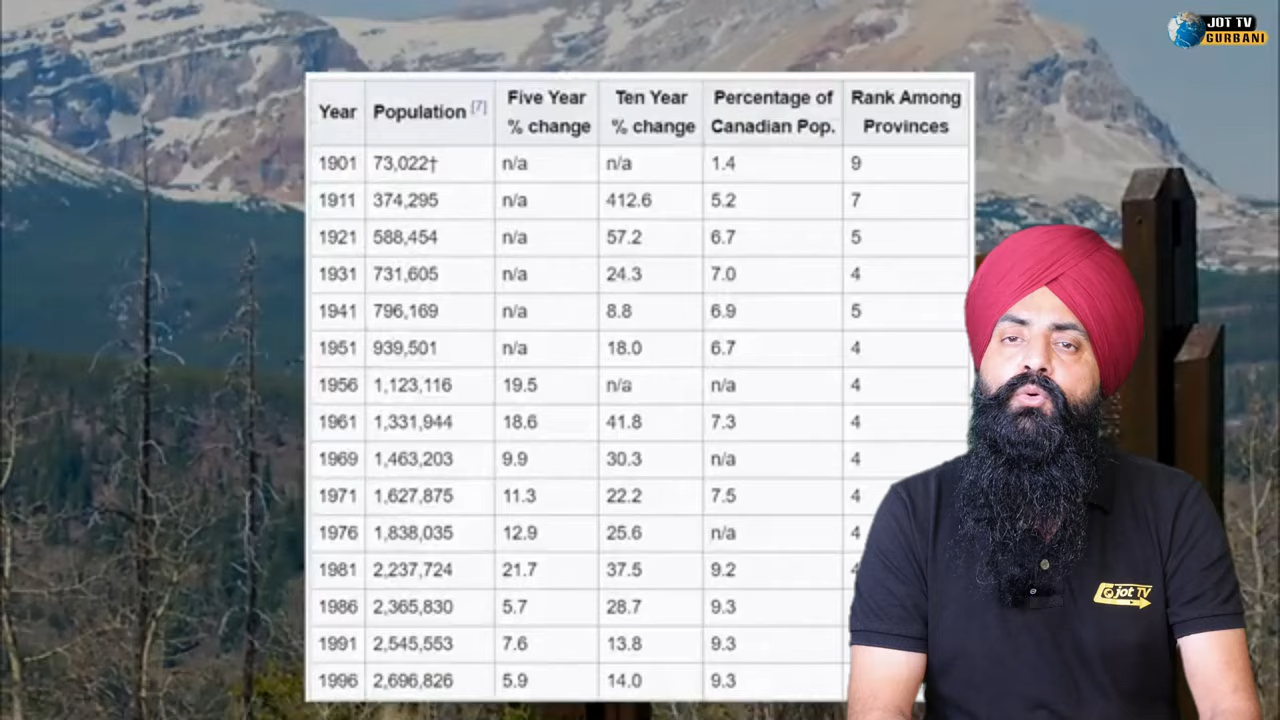 JOT TV
GURBANI
Year Population [7] Five Year % change Ten Year % change Percentage of Canadian Pop. Rank Among Provinces
1901 73,022† n/a n/a 1.4 9
1911 374,295 n/a 412.6 5.2 7
1921 588,454 n/a 57.2 6.7 5
1931 731,605 n/a 24.3 7.0 4
1941 796,169 n/a 8.8 6.9 5
1951 939,501 n/a 18.0 6.7 4
1956 1,123,116 19.5 n/a n/a 4
1961 1,331,944 18.6 41.8 7.3 4
1969 1,463,203 9.9 30.3 n/a 4
1971 1,627,875 11.3 22.2 7.5 4
1976 1,838,035 12.9 25.6 n/a 4
1981 2,237,724 21.7 37.5 9.2
1986 2,365,830 5.7 28.7 9.3
1991 2,545,553 7.6 13.8 9.3
1996 2,696,826 5.9 14.0 9.3
jot TV